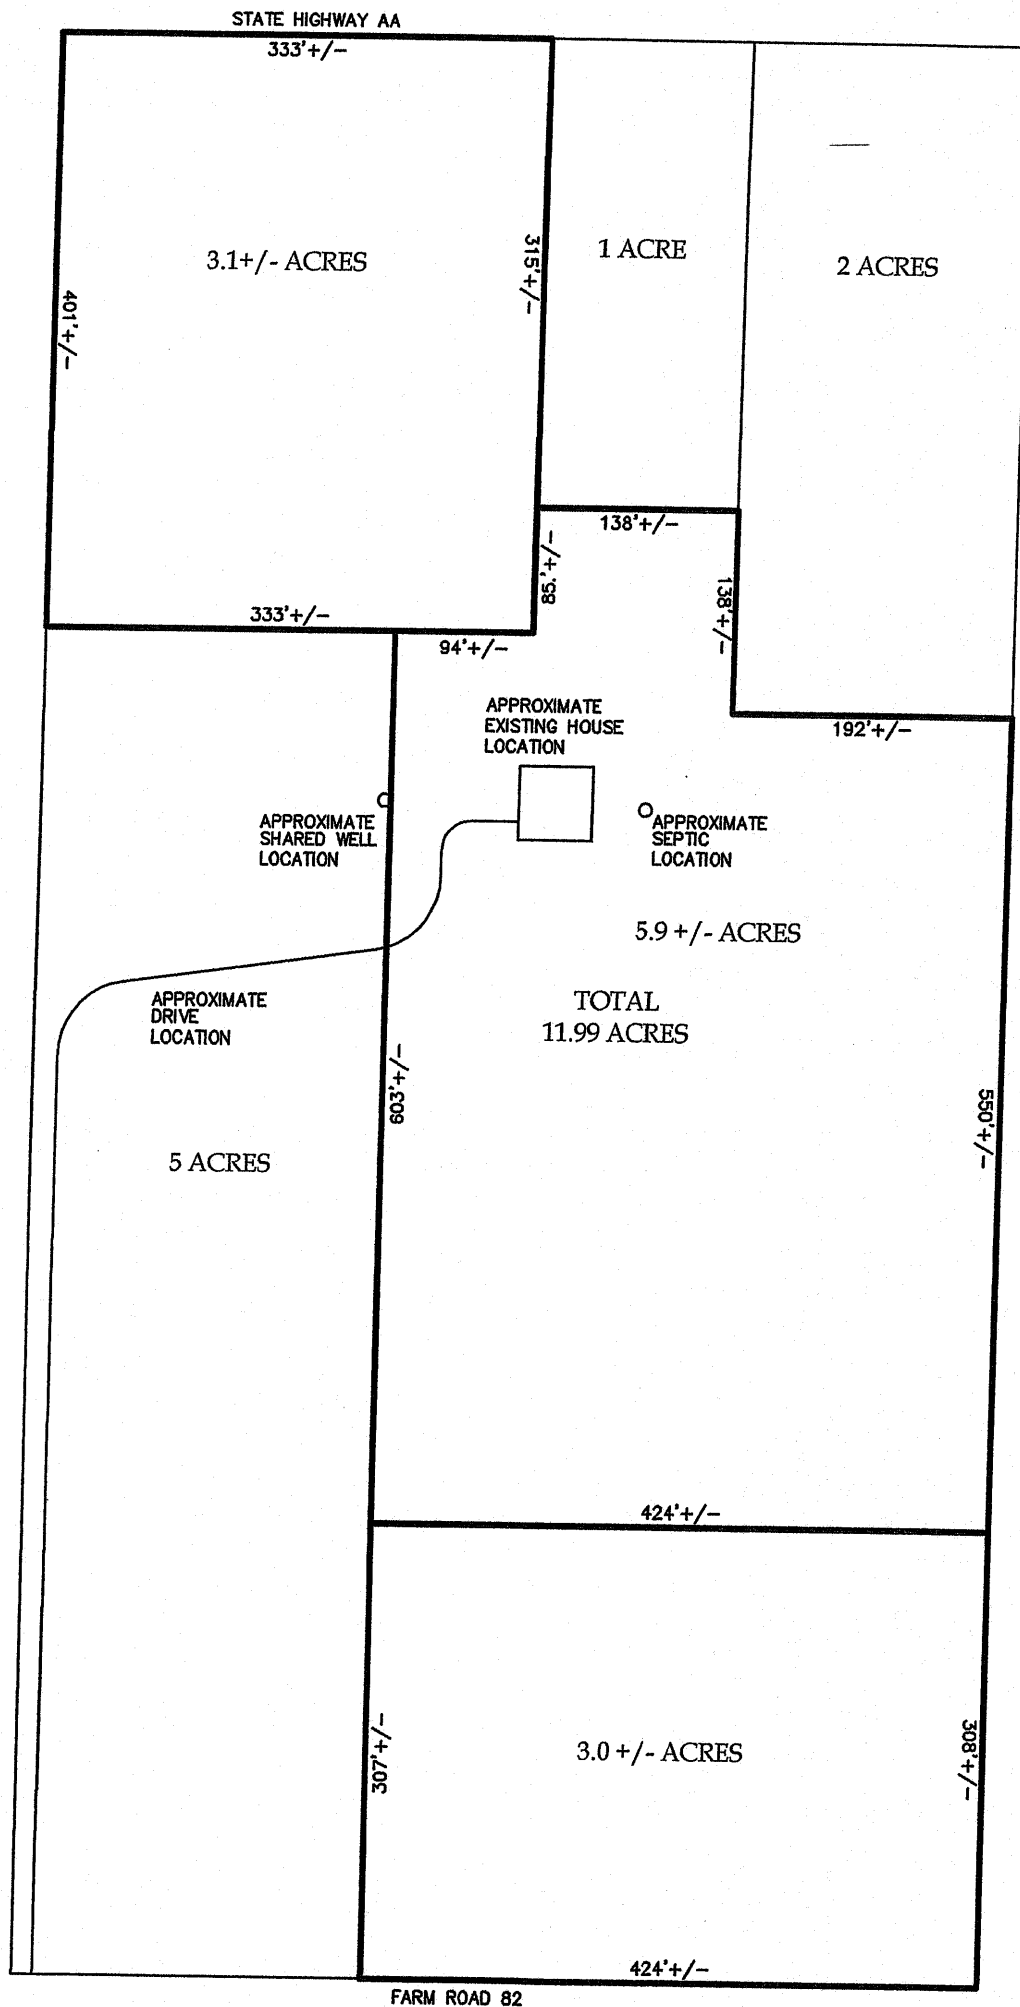 STATE HIGHWAY AA
333'+/-
3.1+/- ACRES
315'+/-
1 ACRE
2 ACRES
401'+/-
138'+/-
85.'+/-
138'+/-
333'+/-
94'+/-
192'+/-
APPROXIMATE
EXISTING HOUSE
LOCATION
APPROXIMATE
SHARED WELL
LOCATION
APPROXIMATE
SEPTIC
LOCATION
5.9 +/- ACRES
TOTAL
11.99 ACRES
APPROXIMATE
DRIVE
LOCATION
603'+/-
550'+/-
5 ACRES
424'+/-
307'+/-
3.0 +/- ACRES
308'+/-
424'+/-
FARM ROAD 82